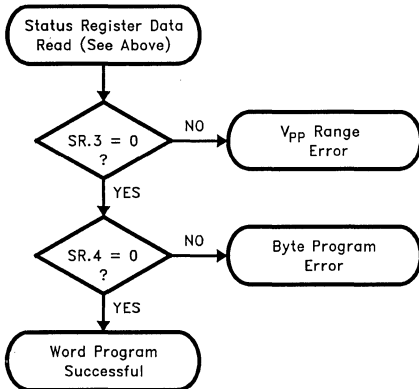 Status Register Data
Read (See Above)
SR.3 = 0
?
NO
VPP Range
Error
YES
SR.4 = 0
?
NO
Byte Program
Error
YES
Word Program
Successful